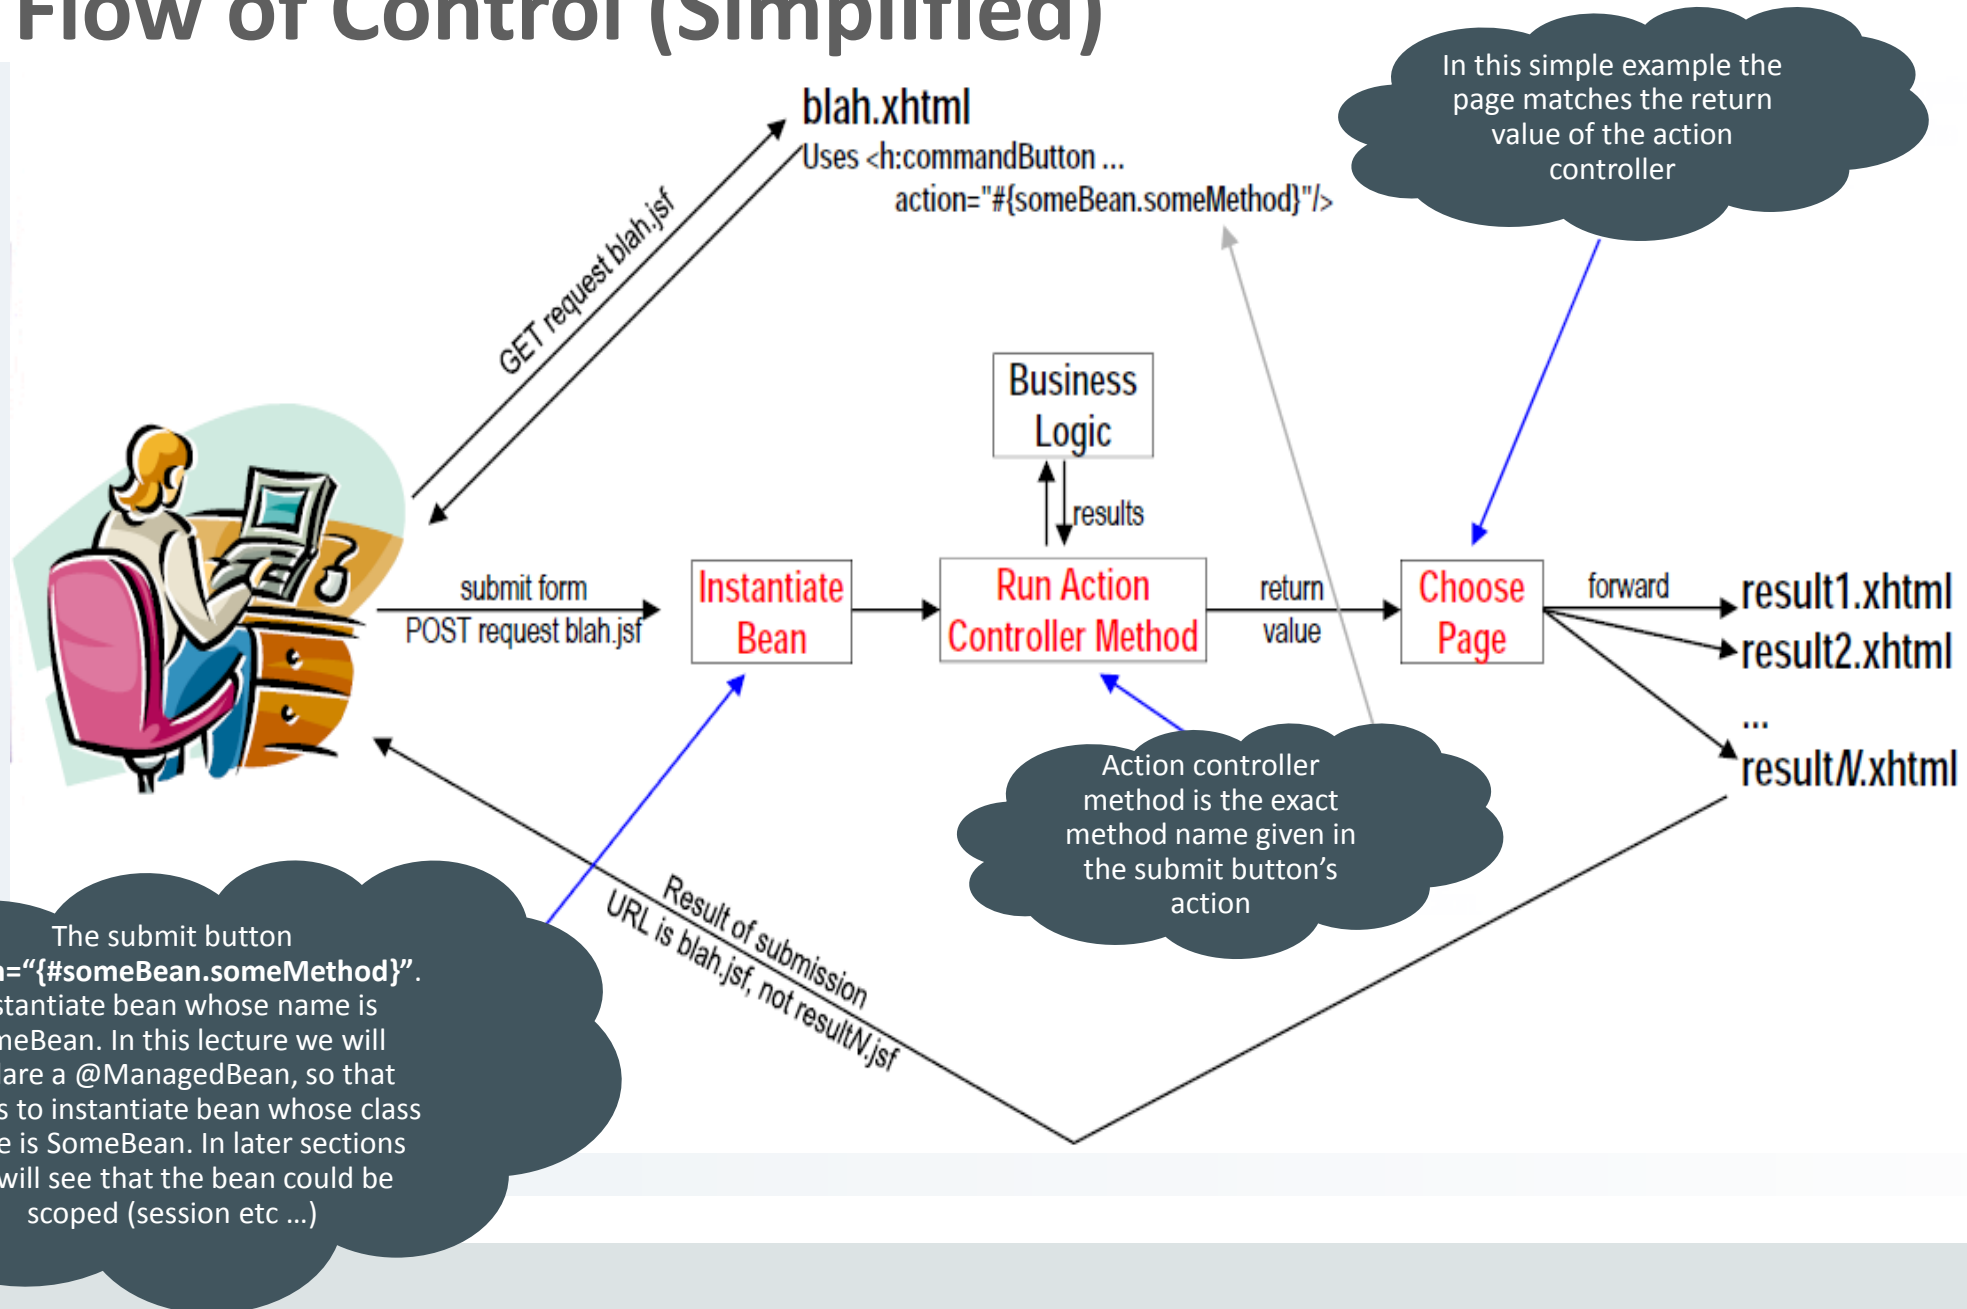 Flow of Control (Simplified)
In this simple example the
page matches the return
value of the action
controller
blah.xhtml
Uses <h:commandButton ...
action="#{someBean.someMethod}"/>
GET request blah.jsf
Business
Logic
results
submit form
POST request blah.jsf
Instantiate
Bean
Run Action
Controller Method
return
value
Choose
Page
forward
result1.xhtml
result2.xhtml
...
resultN.xhtml
Action controller
method is the exact
method name given in
the submit button’s
action
Result of submission
URL is blah.jsf, not resultN.jsf
The submit button
="{#someBean.someMethod}”.
bean whose name is
In this lecture we will
a @ManagedBean, so that
to instantiate bean whose class
is SomeBean. In later sections
will see that the bean could be
scoped (session etc …)